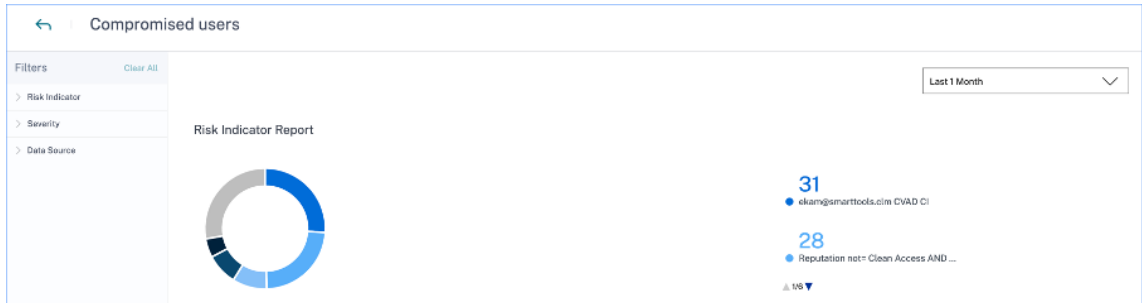 Compromised users
Filters
Clear All
Risk Indicator
Severity
Data Source
Last 1 Month
Risk Indicator Report
31
ekam@smarttools.clm CVAD CI
28
Reputation not= Clean Access AND ...
1/6